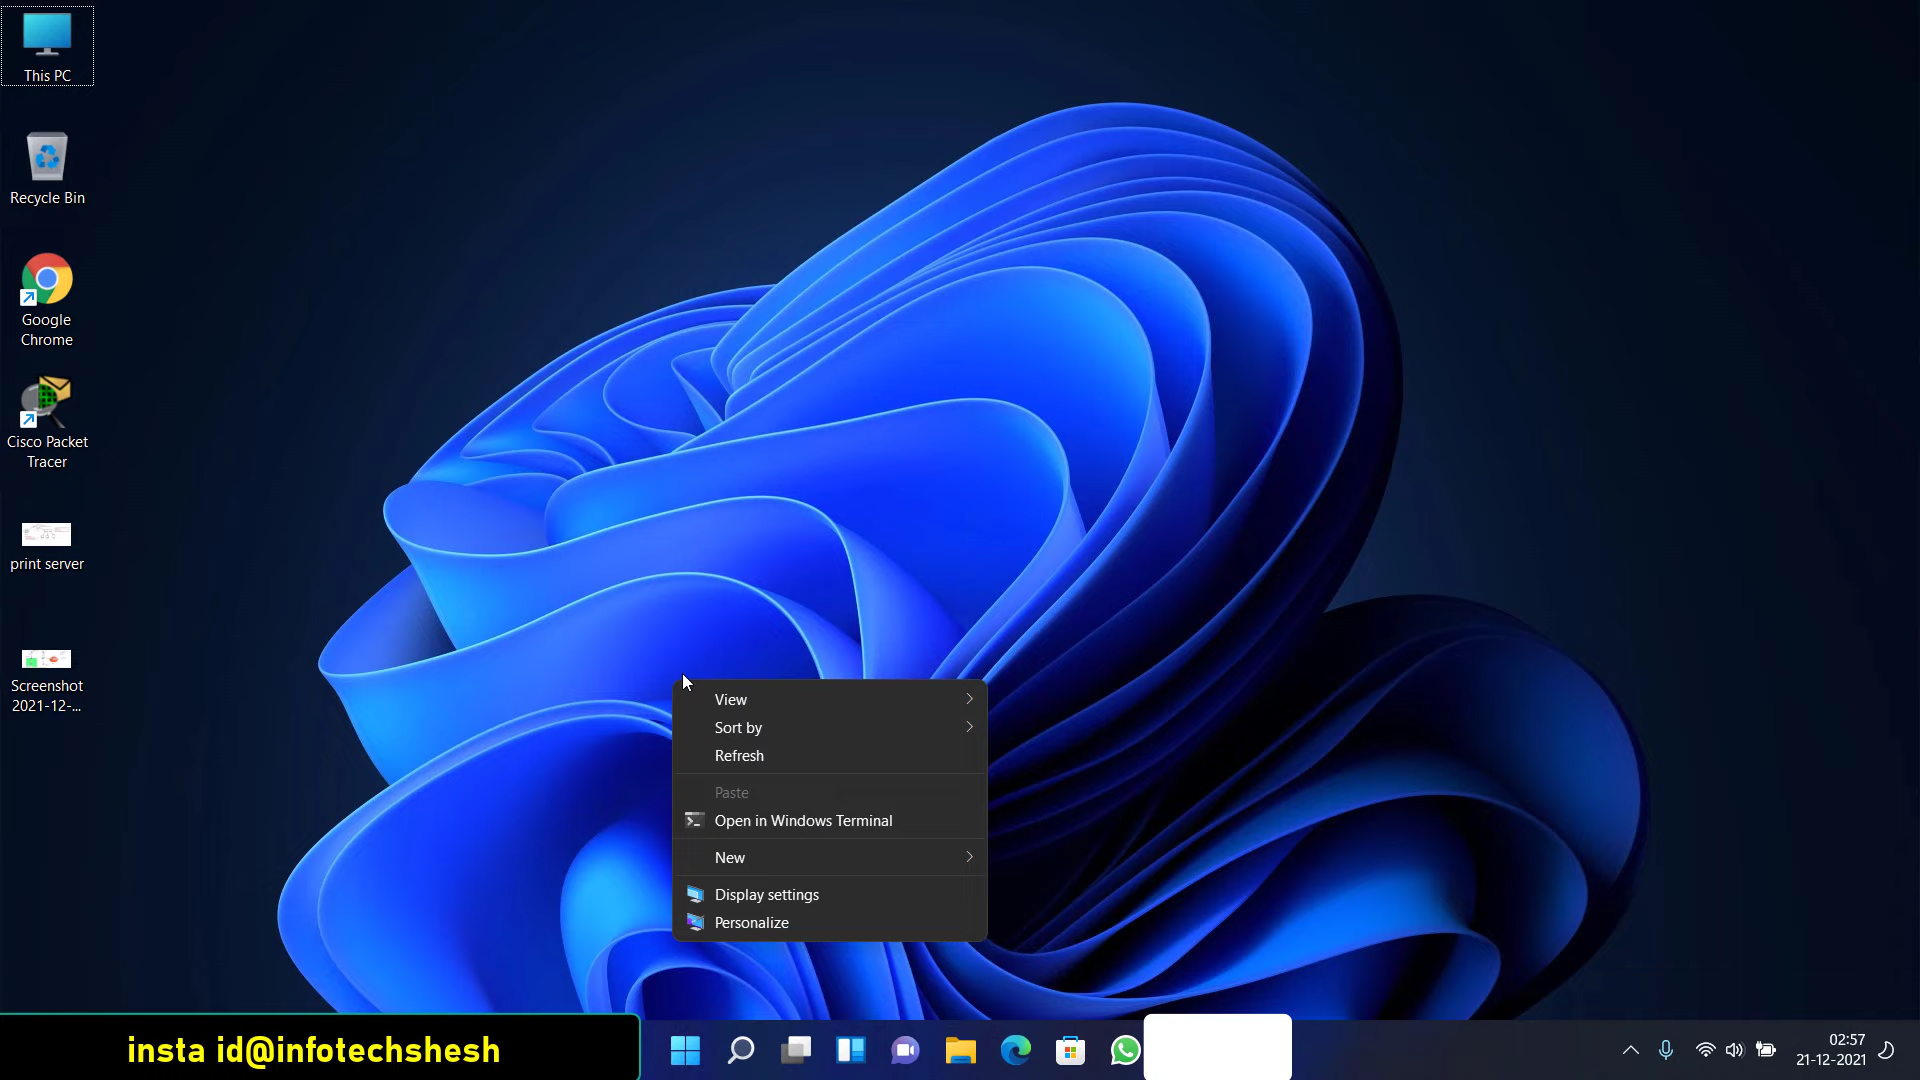 This PC
Recycle Bin
Google
Chrome
Cisco Packet
Tracer
print server
Screenshot
2021-12-...
View
Sort by
Refresh
Paste
Open in Windows Terminal
New
Display settings
Personalize
insta id@infotechshesh
02:57
21-12-2021